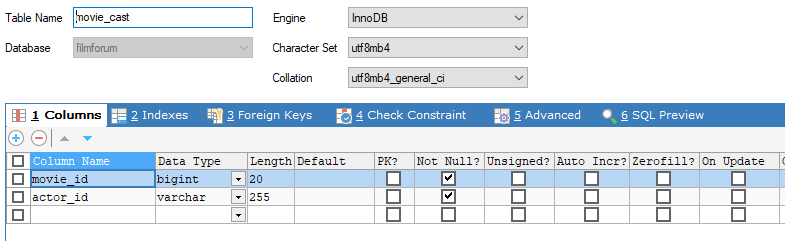 Table Name movie_cast Engine InnoDB
Database filmforum Character Set utf8mb4
Collation utf8mb4_general_ci
1 Columns 2 Indexes 3 Foreign Keys 4 Check Constraint 5 Advanced 6 SQL Preview
Column Name Data Type Length Default PK? Not Null? Unsigned? Auto Incr? Zerofill? On Update
movie_id bigint 20
actor_id varchar 255